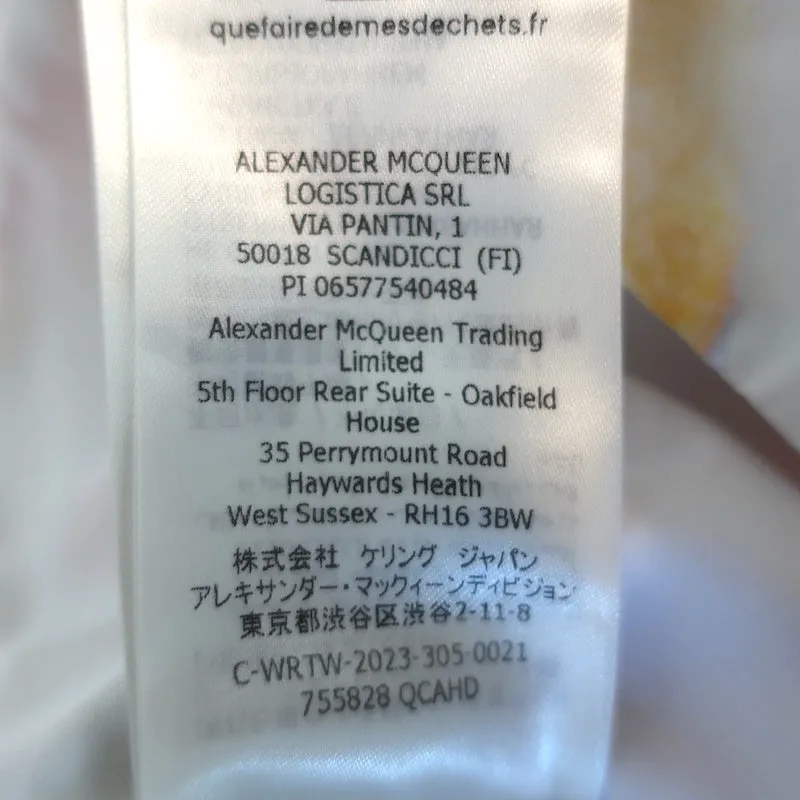 quefairedemesdechets.fr
ALEXANDER MCQUEEN
LOGISTICA SRL
VIA PANTIN, 1
50018 SCANDICCI (FI)
PI 06577540484
Alexander McQueen Trading
Limited
5th Floor Rear Suite - Oakfield
House
35 Perrymount Road
Haywards Heath
West Sussex - RH16 3BW
株式会社 ケリング ジャパン
アレキサンダー・マックィーンディビジョン
東京都渋谷区渋谷2-11-8
C-WRTW-2023-305-0021
755828 QCAHD